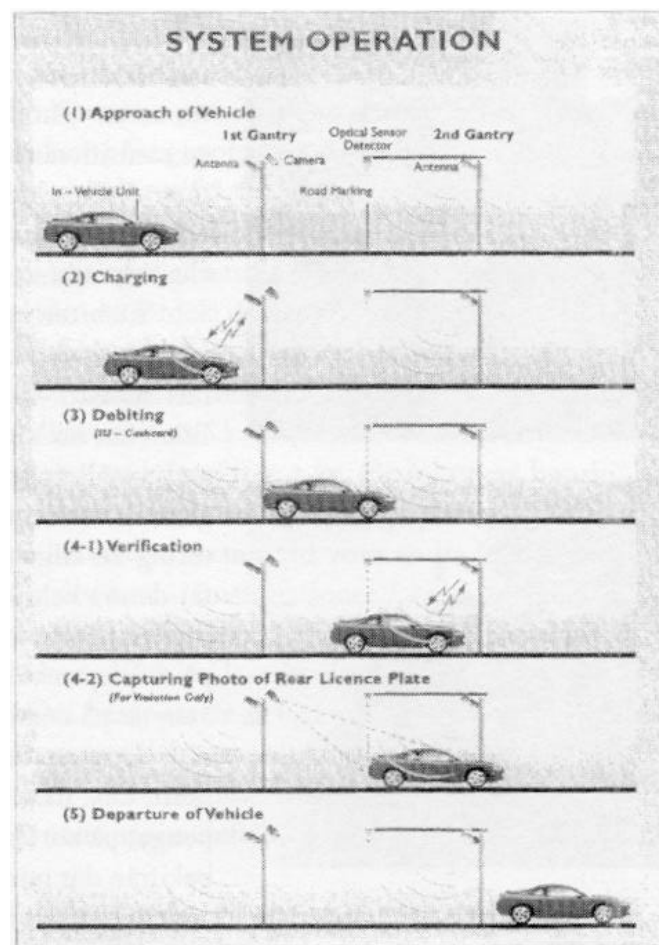 SYSTEM OPERATION
(1) Approach of Vehicle
1st Gantry
Optical Sensor
Detector
2nd Gantry
Antenna
Camera
Antenna
In - Vehicle Unit
Road Marking
(2) Charging
(3) Debiting
(IU - Cashcard)
(4-1) Verification
(4-2) Capturing Photo of Rear Licence Plate
(For Violation Only)
(5) Departure of Vehicle